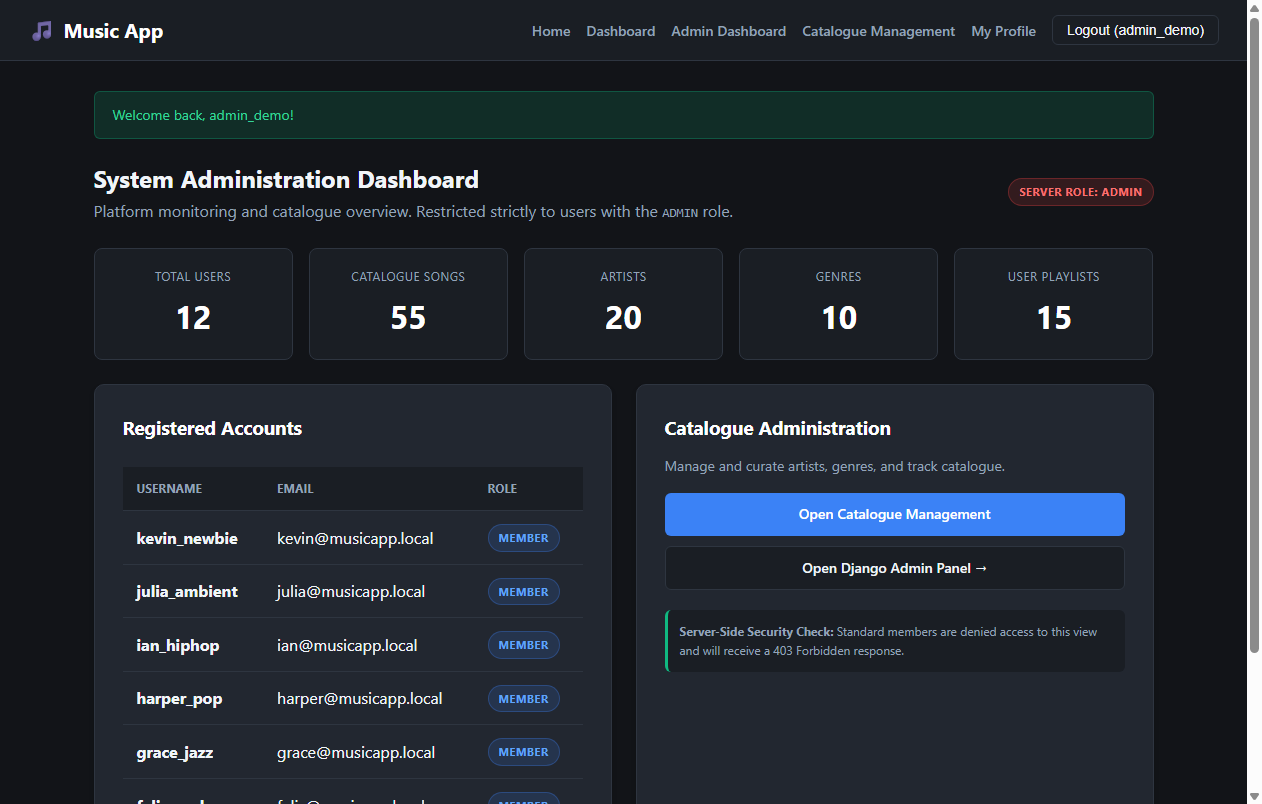 Music App
Home Dashboard Admin Dashboard Catalogue Management My Profile Logout (admin_demo)
Welcome back, admin_demo!
System Administration Dashboard
Platform monitoring and catalogue overview. Restricted strictly to users with the ADMIN role.
SERVER ROLE: ADMIN
TOTAL USERS
12
CATALOGUE SONGS
55
ARTISTS
20
GENRES
10
USER PLAYLISTS
15
Registered Accounts
USERNAME EMAIL ROLE
kevin_newbie kevin@musicapp.local MEMBER
julia_ambient julia@musicapp.local MEMBER
ian_hiphop ian@musicapp.local MEMBER
harper_pop harper@musicapp.local MEMBER
grace_jazz grace@musicapp.local MEMBER
Catalogue Administration
Manage and curate artists, genres, and track catalogue.
Open Catalogue Management
Open Django Admin Panel →
Server-Side Security Check: Standard members are denied access to this view
and will receive a 403 Forbidden response.